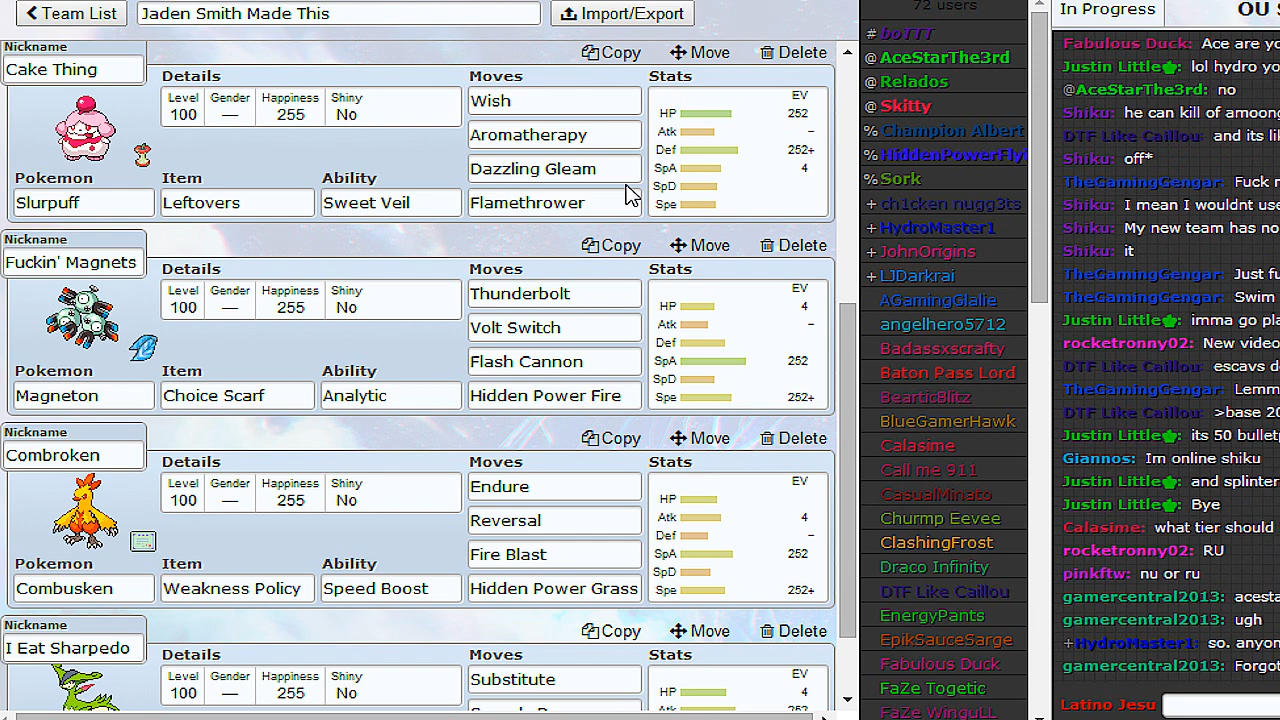 Team List
Jaden Smith Made This
Import/Export
Nickname
Cake Thing
Copy Move Delete
Details
Level Gender Happiness Shiny
100 — 255 No
Moves
Wish
Aromatherapy
Dazzling Gleam
Flamethrower
Stats
EV
HP 252
Atk –
Def 252+
SpA 4
SpD
Spe
Pokemon Item Ability
Slurpuff Leftovers Sweet Veil
Nickname
Fuckin' Magnets
Copy Move Delete
Details
Level Gender Happiness Shiny
100 — 255 No
Moves
Thunderbolt
Volt Switch
Flash Cannon
Hidden Power Fire
Stats
EV
HP 4
Atk –
Def
SpA 252
SpD
Spe 252+
Pokemon Item Ability
Magneton Choice Scarf Analytic
Nickname
Combroken
Copy Move Delete
Details
Level Gender Happiness Shiny
100 — 255 No
Moves
Endure
Reversal
Fire Blast
Hidden Power Grass
Stats
EV
HP
Atk 4
Def –
SpA 252
SpD
Spe 252+
Pokemon Item Ability
Combusken Weakness Policy Speed Boost
Nickname
I Eat Sharpedo
Copy Move Delete
Details
Level Gender Happiness Shiny
100 — 255 No
Moves
Substitute
Stats
EV
HP 4
Atk
72 users
# boTTT
@ AceStarThe3rd
@ Relados
@ Skitty
% Champion Albert
% HiddenPowerFlyi
% Sork
+ ch1cken nugg3ts
+ HydroMaster1
+ JohnOrigins
+ LJDarkrai
AGamingGlalie
angelhero5712
Badassxscrafty
Baton Pass Lord
BearticBlitz
BlueGamerHawk
Calasime
Call me 911
CasualMinato
Churmp Eevee
ClashingFrost
Draco Infinity
DTF Like Caillou
EnergyPants
EpikSauceSarge
Fabulous Duck
FaZe Togetic
FaZe WinguLL
In Progress
OU S
Fabulous Duck: Ace are yo
Justin Little: lol hydro yo
@AceStarThe3rd: no
Shiku: he can kill of amoong
DTF Like Caillou: and its lil
Shiku: off*
TheGamingGengar: Fuck m
Shiku: I mean I wouldnt use
Shiku: My new team has no
Shiku: it
TheGamingGengar: Just fu
TheGamingGengar: Swim
Justin Little: imma go pla
rocketronny02: New video
DTF Like Caillou: escavs do
TheGamingGengar: Lemm
DTF Like Caillou: >base 20
Justin Little: its 50 bulletp
Giannos: Im online shiku
Justin Little: and splinter
Justin Little: Bye
Calasime: what tier should
rocketronny02: RU
pinkftw: nu or ru
gamercentral2013: acesta
gamercentral2013: ugh
+HydroMaster1: so. anyon
gamercentral2013: Forgot
Latino Jesu